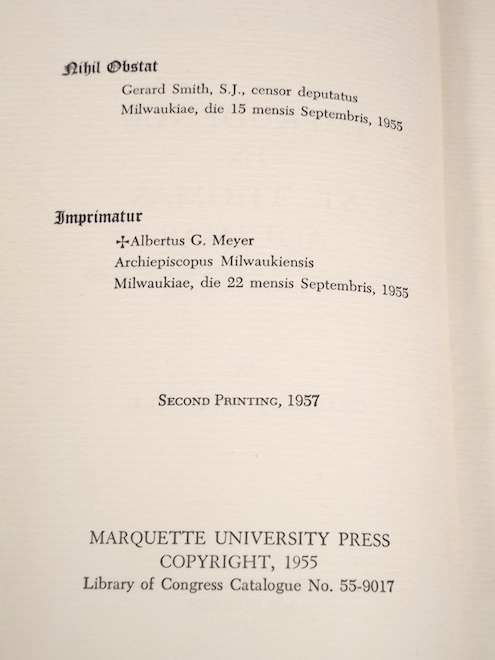 Nihil Obstat
Gerard Smith, S.J., censor deputatus
Milwaukiae, die 15 mensis Septembris, 1955
Imprimatur
✢Albertus G. Meyer
Archiepiscopus Milwaukiensis
Milwaukiae, die 22 mensis Septembris, 1955
Second Printing, 1957
MARQUETTE UNIVERSITY PRESS
COPYRIGHT, 1955
Library of Congress Catalogue No. 55-9017